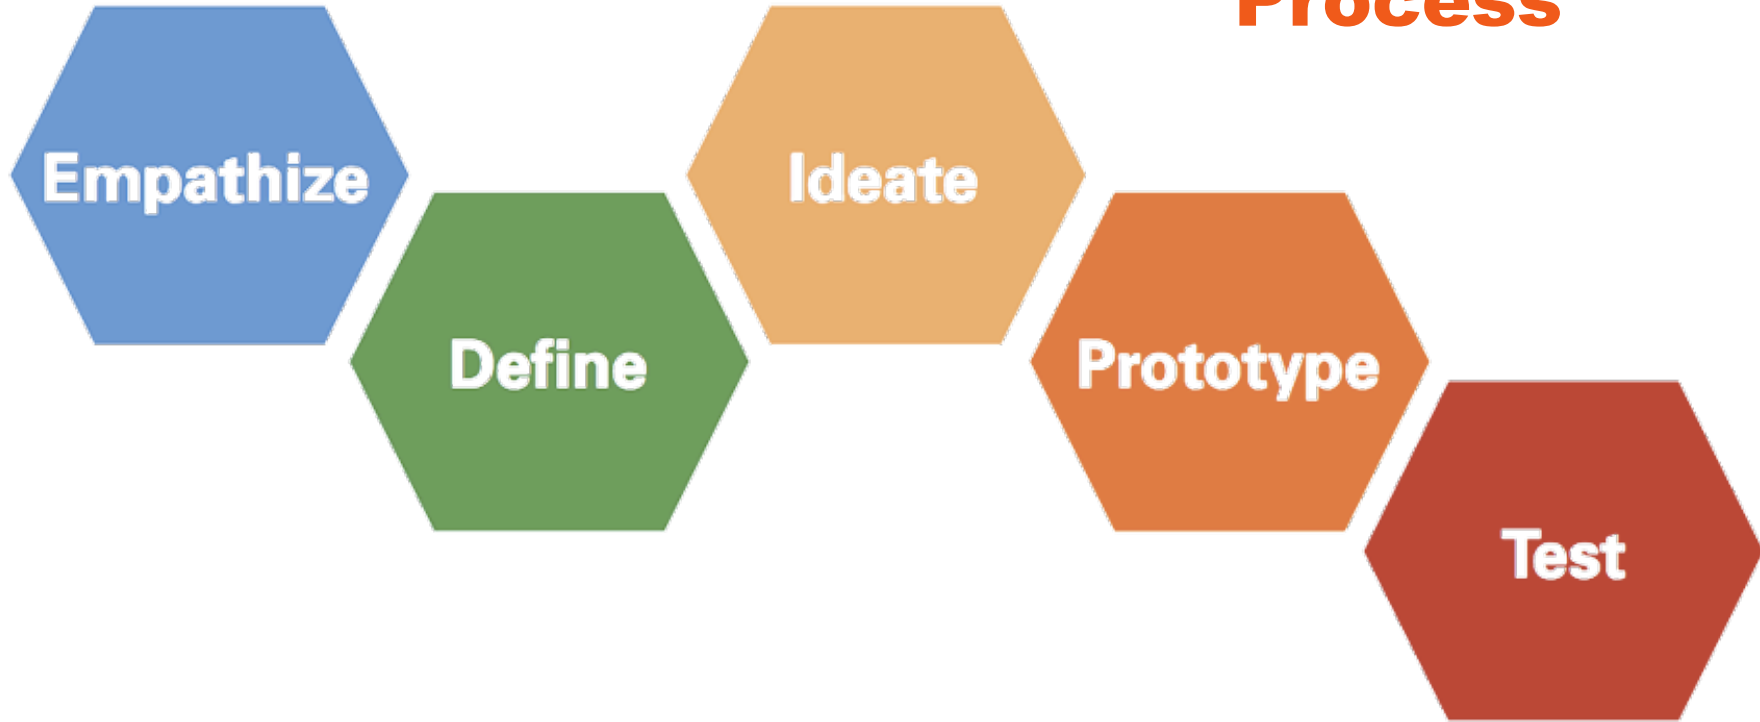 Process
Empathize
Define
Ideate
Prototype
Test